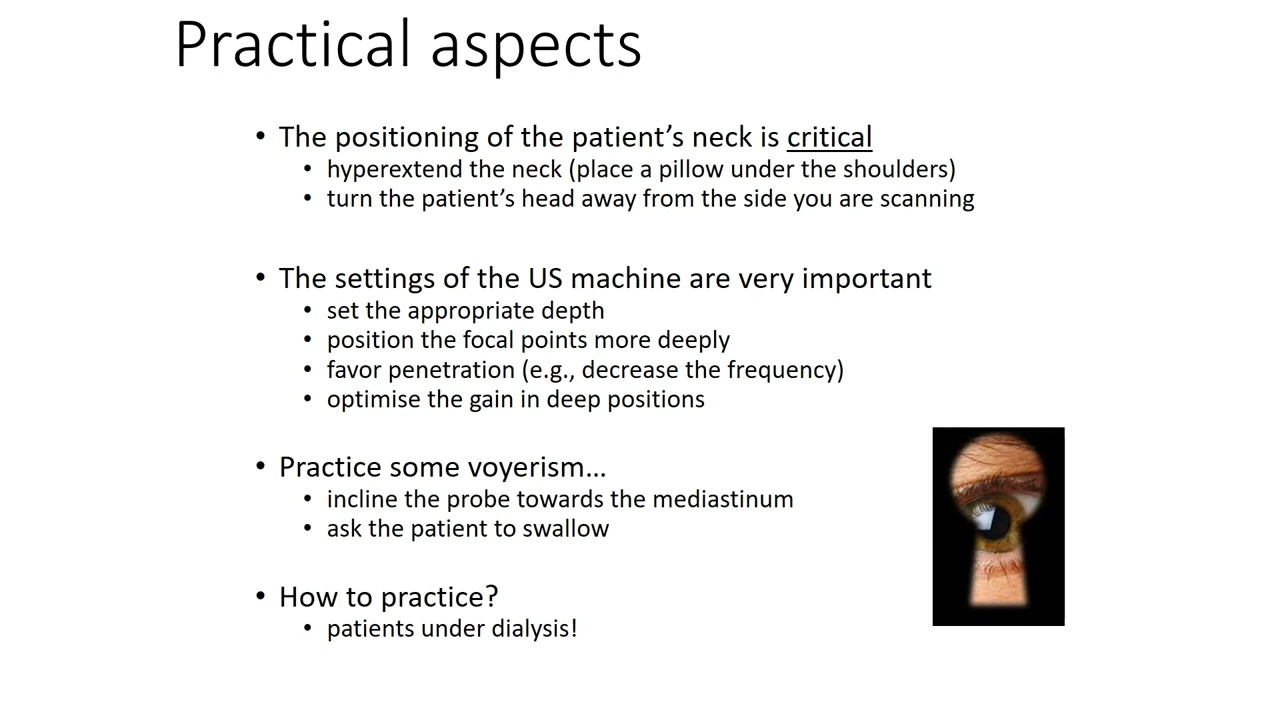 Practical aspects
• The positioning of the patient’s neck is critical
• hyperextend the neck (place a pillow under the shoulders)
• turn the patient’s head away from the side you are scanning
• The settings of the US machine are very important
• set the appropriate depth
• position the focal points more deeply
• favor penetration (e.g., decrease the frequency)
• optimise the gain in deep positions
• Practice some voyerism…
• incline the probe towards the mediastinum
• ask the patient to swallow
• How to practice?
• patients under dialysis!